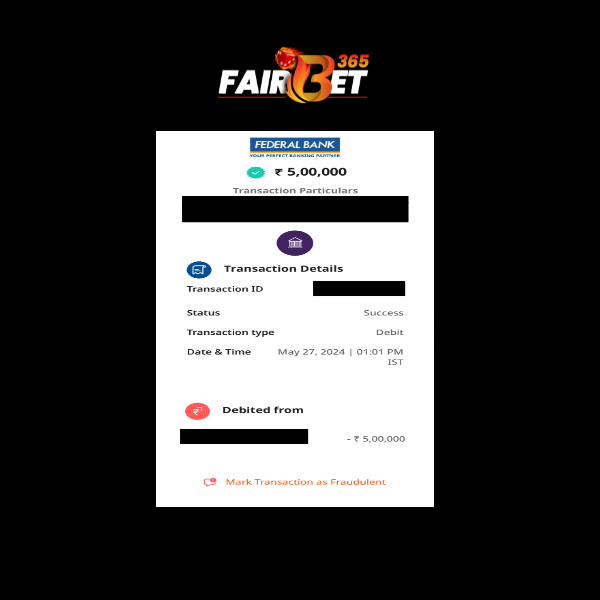 FAIRBET 365
FEDERAL BANK
YOUR PERFECT BANKING PARTNER
₹ 5,00,000
Transaction Particulars
Transaction Details
Transaction ID
Status Success
Transaction type Debit
Date & Time May 27, 2024 | 01:01 PM
IST
Debited from
- ₹ 5,00,000
Mark Transaction as Fraudulent